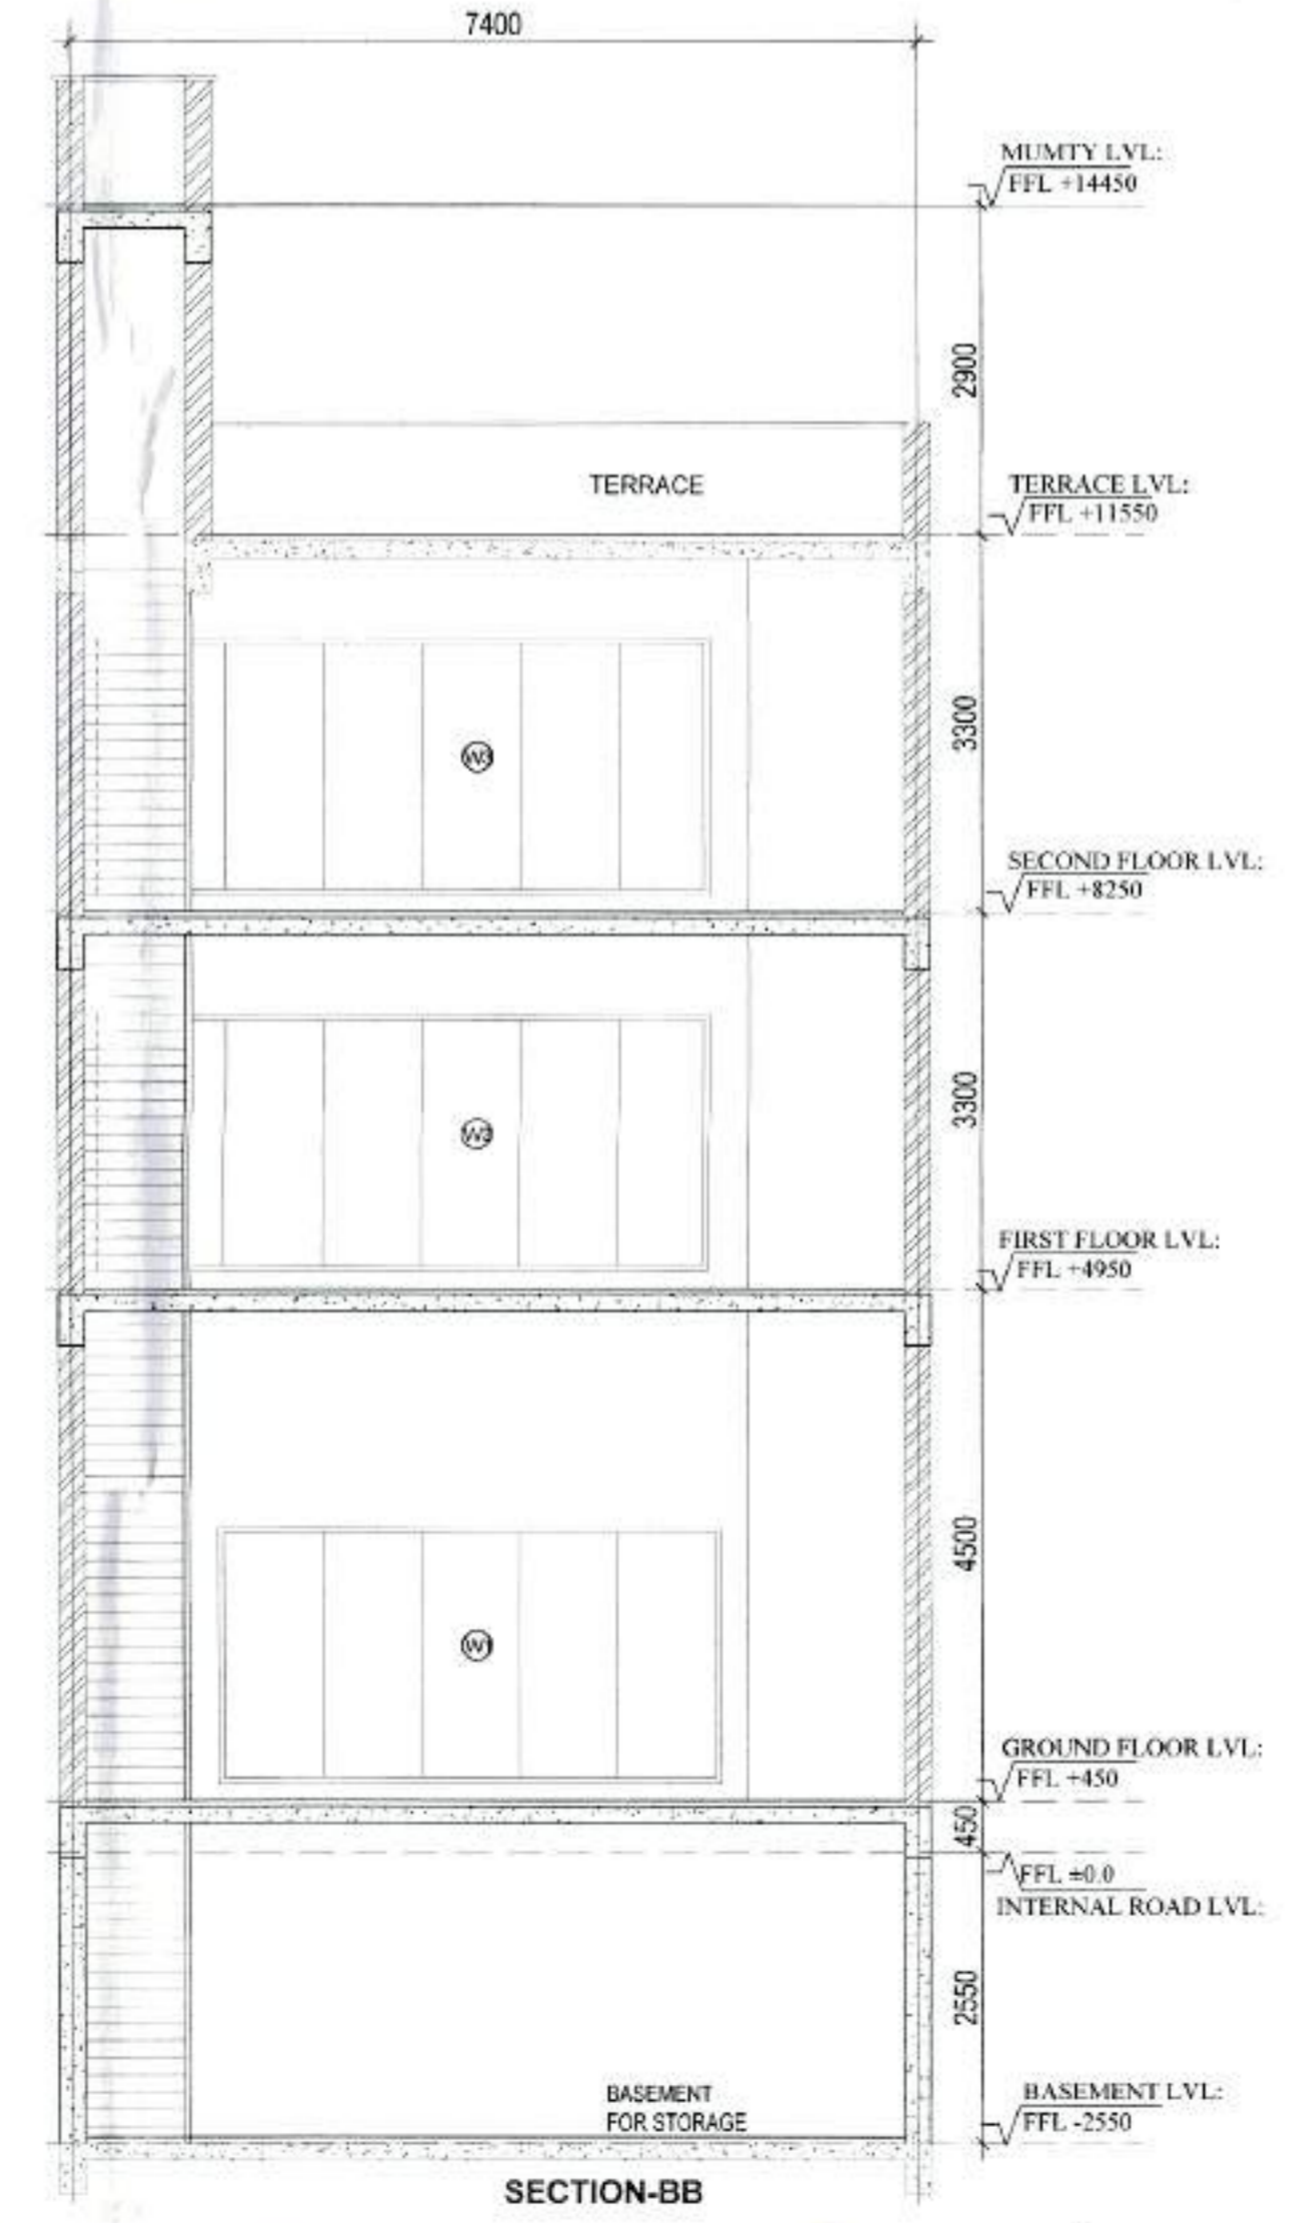 7400
MUMTY LVL:
FFL +14450
2900
TERRACE
TERRACE LVL:
FFL +11550
3300
W3
SECOND FLOOR LVL:
FFL +8250
W2
3300
FIRST FLOOR LVL:
FFL +4950
4500
W1
GROUND FLOOR LVL:
FFL +450
450
FFL ±0.0
INTERNAL ROAD LVL:
2550
BASEMENT
FOR STORAGE
BASEMENT LVL:
FFL -2550
SECTION-BB